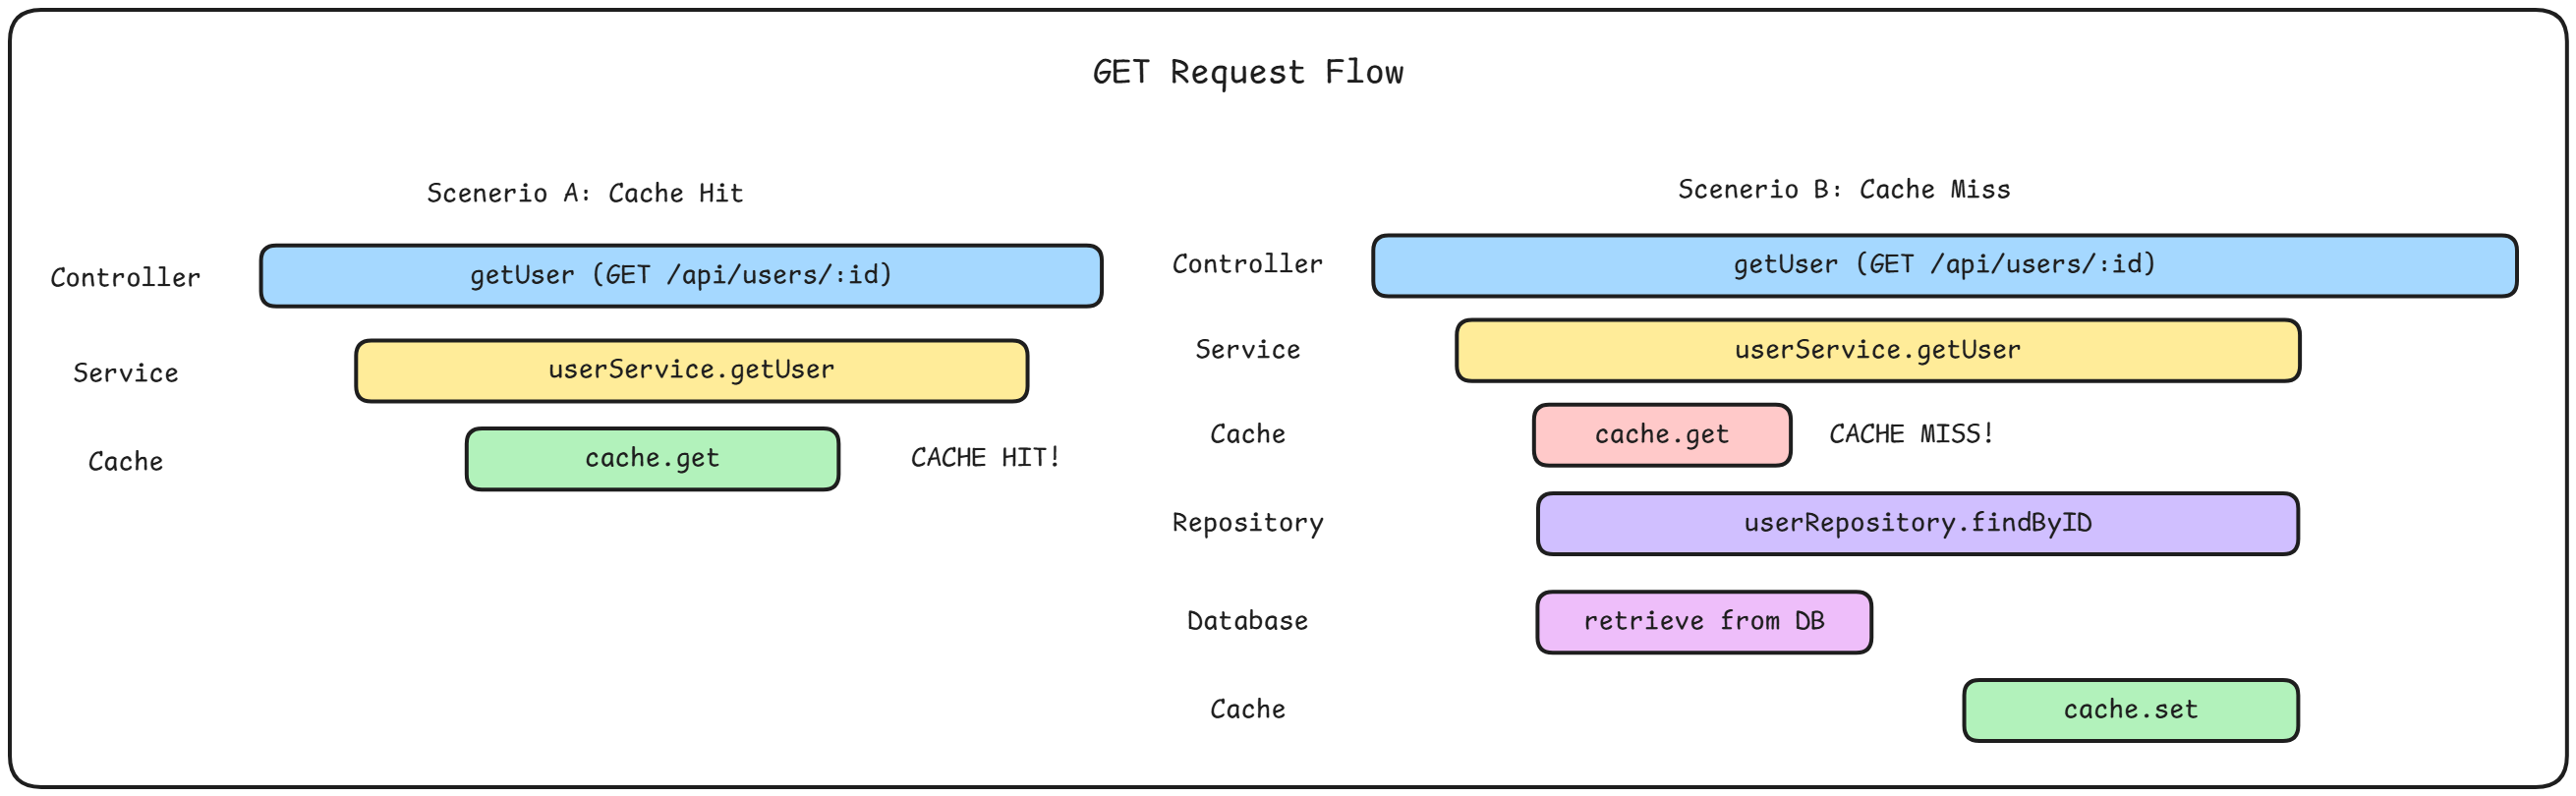 GET Request Flow
Scenerio A: Cache Hit
Controller
getUser (GET /api/users/:id)
Service
userService.getUser
Cache
cache.get
CACHE HIT!
Scenerio B: Cache Miss
Controller
getUser (GET /api/users/:id)
Service
userService.getUser
Cache
cache.get
CACHE MISS!
Repository
userRepository.findByID
Database
retrieve from DB
Cache
cache.set